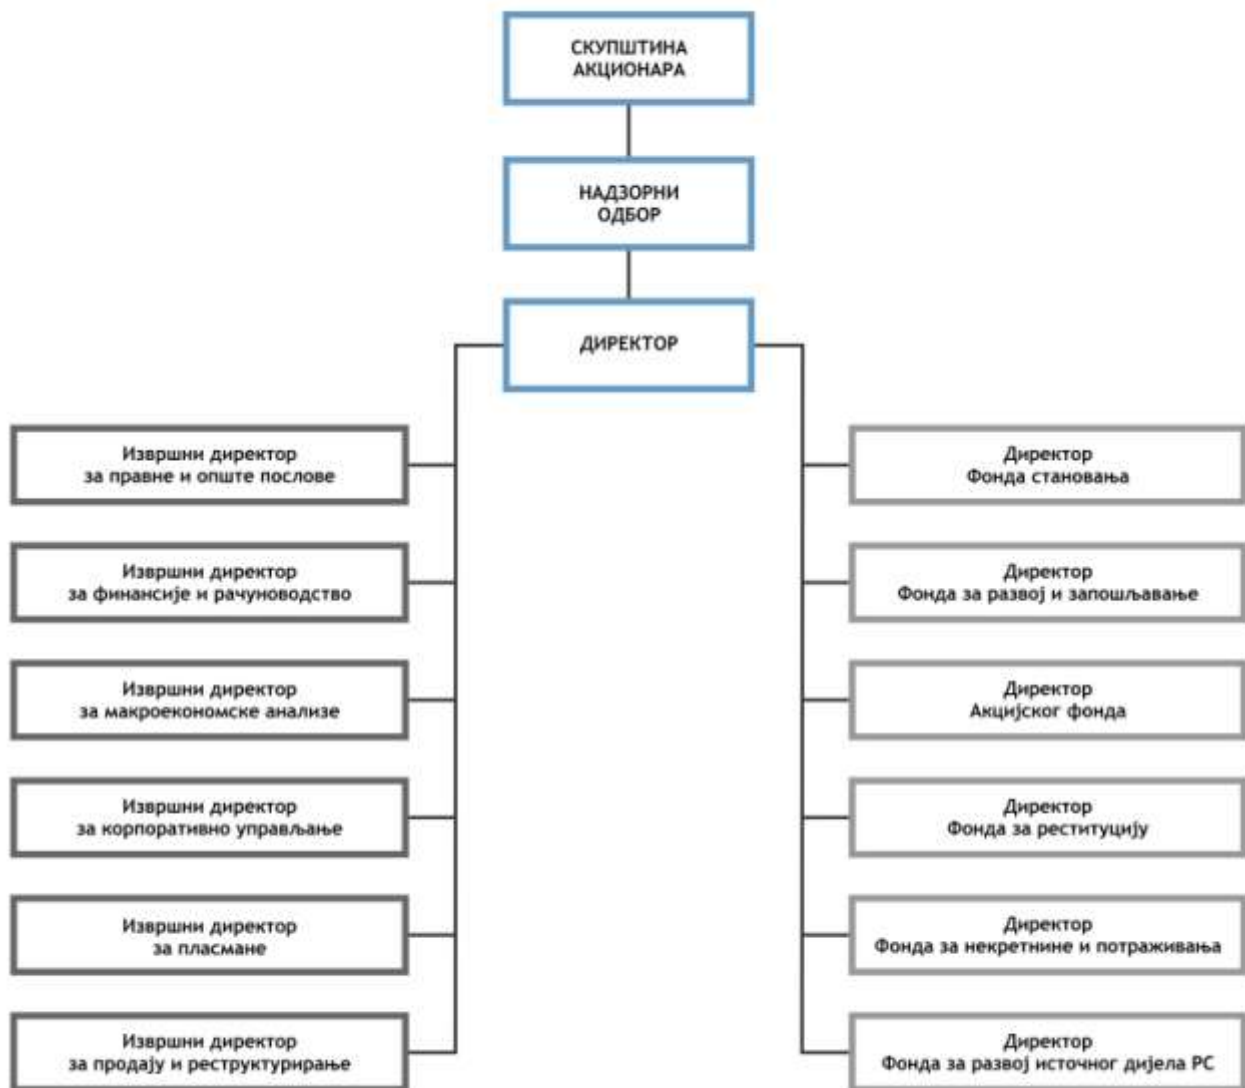 СКУПШТИНА
АКЦИОНАРА
НАДЗОРНИ
ОДБОР
ДИРЕКТОР
Извршни директор
за правне и опште послове
Извршни директор
за финансије и рачуноводство
Извршни директор
за макроекономске анализе
Извршни директор
за корпоративно управљање
Извршни директор
за пласмане
Извршни директор
за продају и реструктурирање
Директор
Фонда становања
Директор
Фонда за развој и запошљавање
Директор
Акцијског фонда
Директор
Фонда за реституцију
Директор
Фонда за некретнине и потраживања
Директор
Фонда за развој источног дијела РС